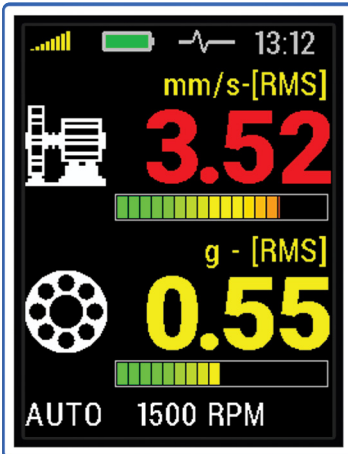 13:12
mm/s-[RMS]
3.52
g - [RMS]
0.55
AUTO 1500 RPM